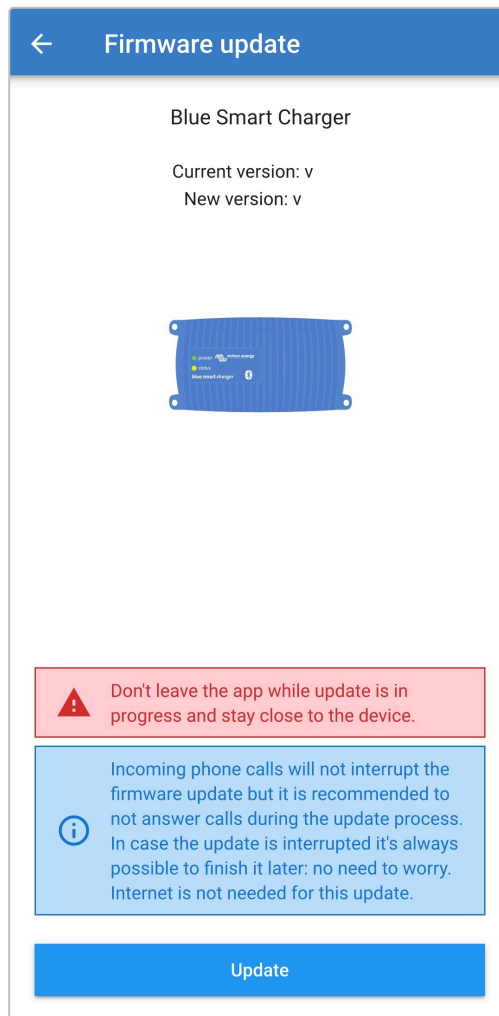 Firmware update
Blue Smart Charger
Current version: v
New version: v
power victron energy
status
blue smart charger
Don't leave the app while update is in
progress and stay close to the device.
Incoming phone calls will not interrupt the
firmware update but it is recommended to
not answer calls during the update process.
In case the update is interrupted it's always
possible to finish it later: no need to worry.
Internet is not needed for this update.
Update